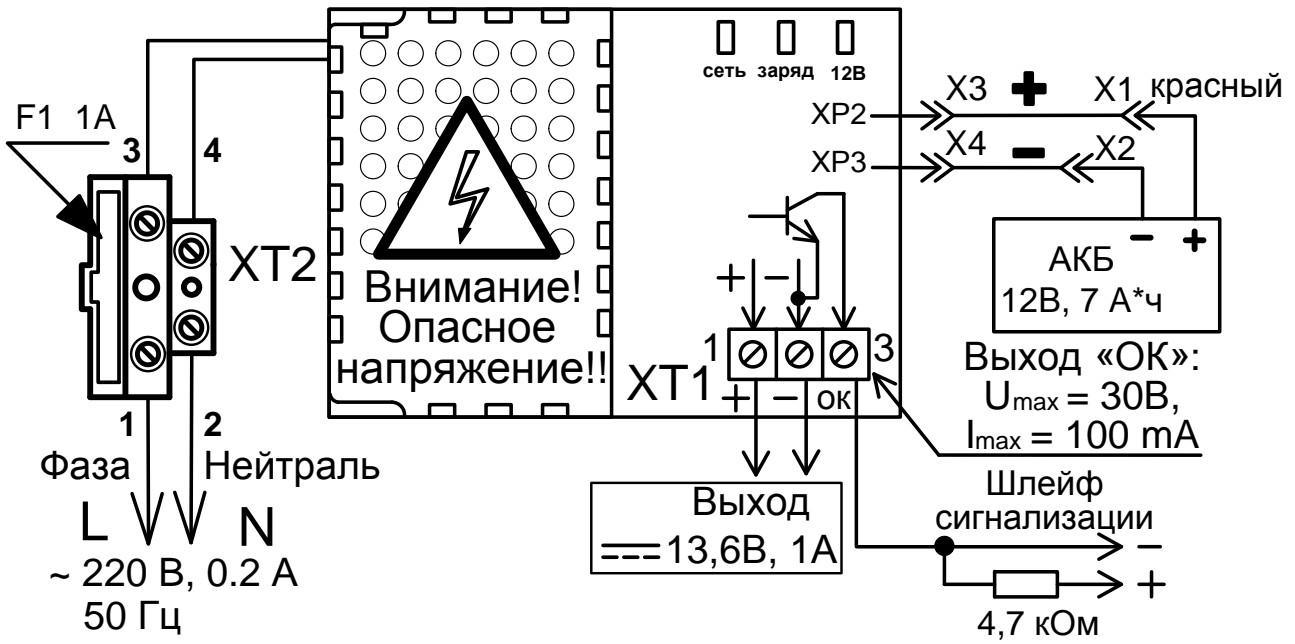 сеть заряд 12В
F1 1А
3 4
XT2
Внимание!
Опасное
напряжение!!
XP2 X3 + X1 красный
XP3 X4 − X2
− +
АКБ
12В, 7 А*ч
+ −
1 3
XT1 + − ОК
Выход «ОК»:
Umax = 30В,
Imax = 100 mA
1 2
Фаза Нейтраль
L N
~ 220 В, 0.2 А
50 Гц
Выход
13,6В, 1А
Шлейф
сигнализации
−
+
4,7 кОм